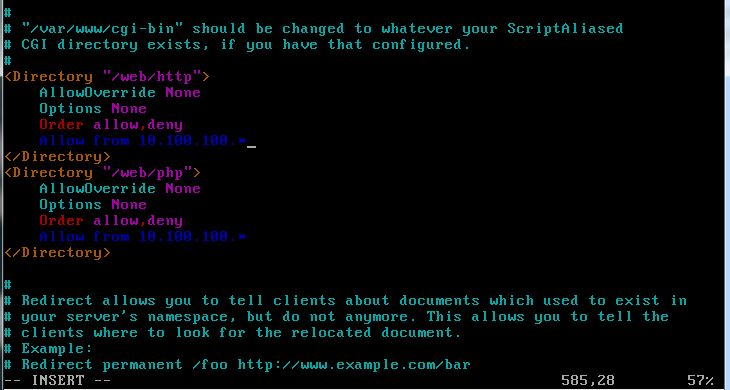 #
# "/var/www/cgi-bin" should be changed to whatever your ScriptAliased
# CGI directory exists, if you have that configured.
#
<Directory "/web/http">
    AllowOverride None
    Options None
    Order allow,deny
    Allow from 10.100.100.*
</Directory>
<Directory "/web/php">
    AllowOverride None
    Options None
    Order allow,deny
    Allow from 10.100.100.*
</Directory>

#
# Redirect allows you to tell clients about documents which used to exist in
# your server's namespace, but do not anymore. This allows you to tell the
# clients where to look for the relocated document.
# Example:
# Redirect permanent /foo http://www.example.com/bar
-- INSERT -- 585,28 57%